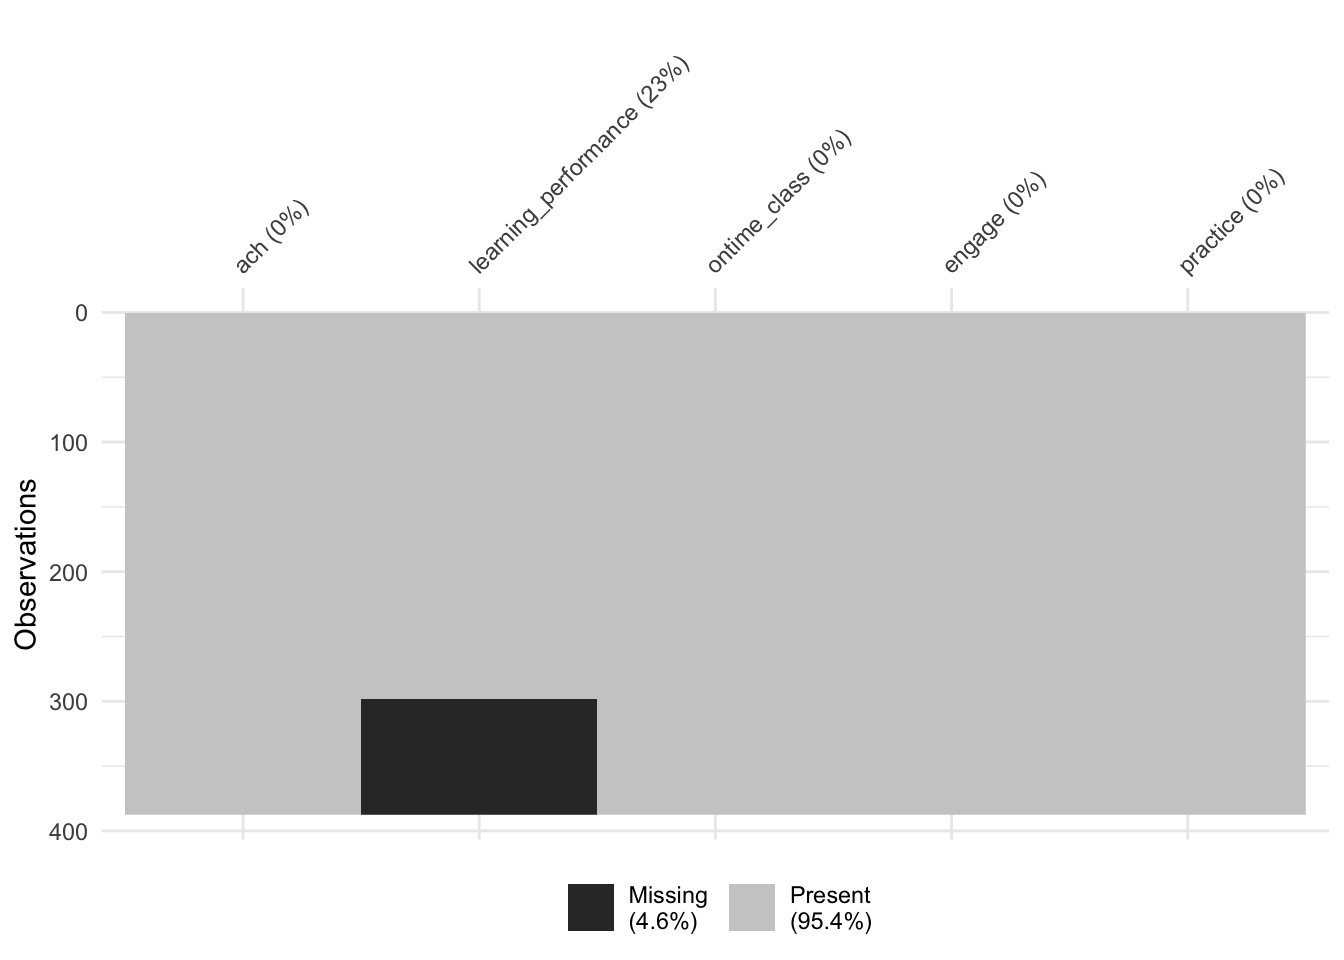 ach (0%)
learning_performance (23%)
ontime_class (0%)
engage (0%)
practice (0%)
0
100
200
300
400
Observations
Missing
(4.6%)
Present
(95.4%)